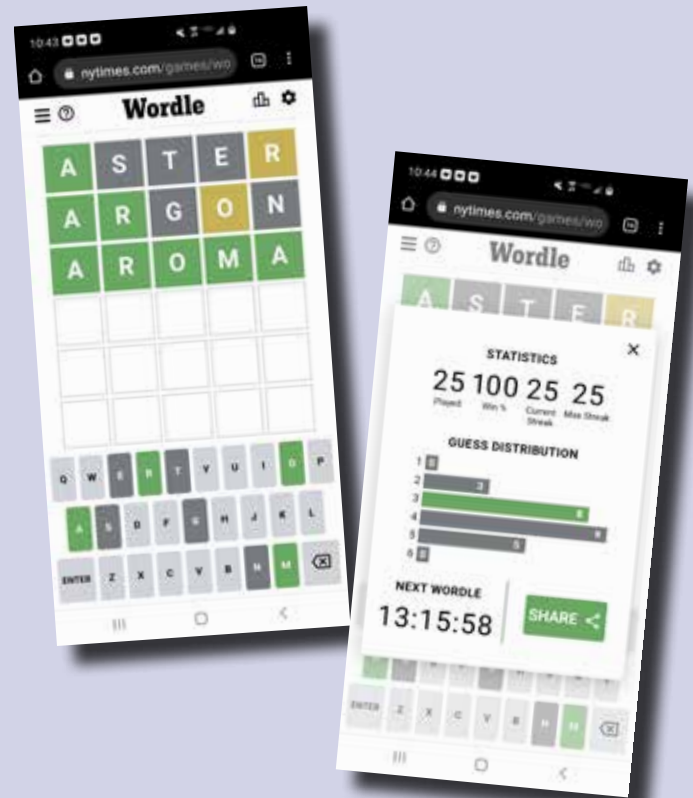 10:43
nytimes.com/games/wo
Wordle
A S T E R
A R G O N
A R O M A
Q W E R T Y U I O P
A S D F G H J K L
ENTER Z X C V B N M
10:44
nytimes.com/games/wo
Wordle
A S T E R
×
STATISTICS
25 100 25 25
Played Win % Current Streak Max Streak
GUESS DISTRIBUTION
1 0
2 3
3 8
4 9
5 5
6 0
NEXT WORDLE
13:15:58
SHARE
ENTER Z X C V B N M